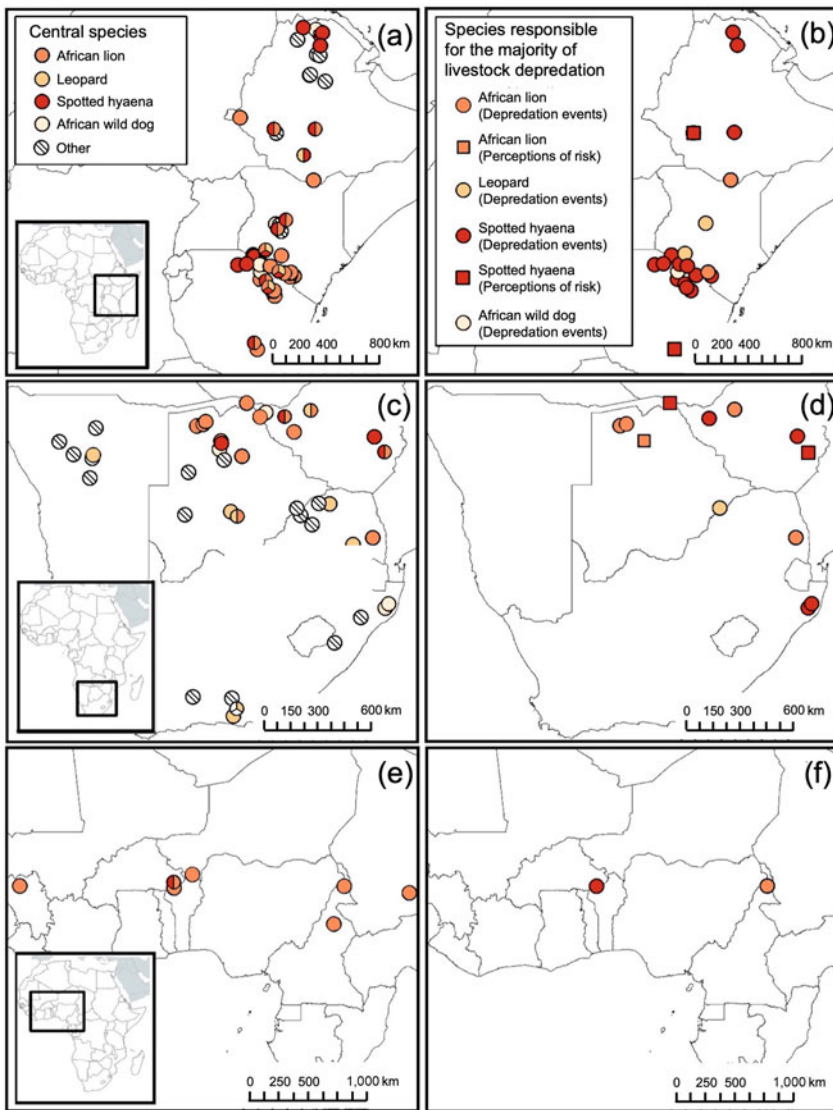 (a)
Central species
African lion
Leopard
Spotted hyaena
African wild dog
Other
0 200 400 800 km
(b)
Species responsible
for the majority of
livestock depredation
African lion
(Depredation events)
African lion
(Perceptions of risk)
Leopard
(Depredation events)
Spotted hyaena
(Depredation events)
Spotted hyaena
(Perceptions of risk)
African wild dog
(Depredation events)
0 200 400 800 km
(c)
0 150 300 600 km
(d)
0 150 300 600 km
(e)
0 250 500 1,000 km
(f)
0 250 500 1,000 km